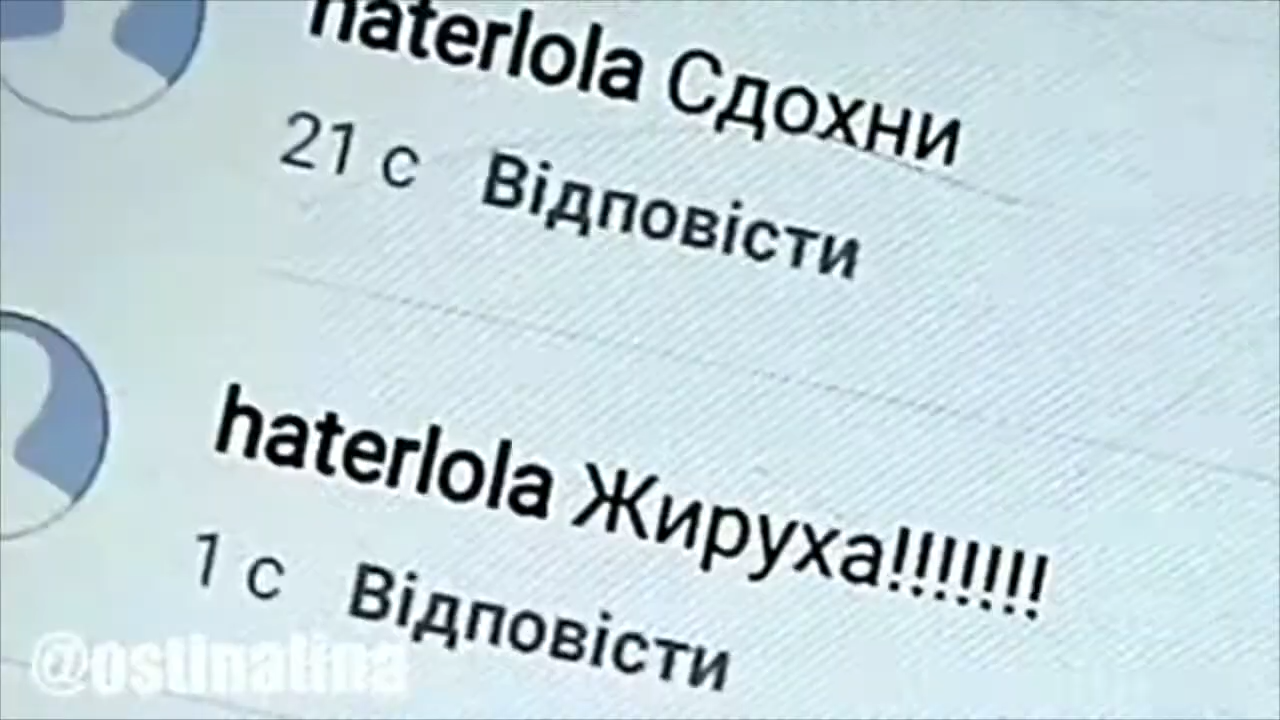 haterlola Сдохни
21 с Відповісти
haterlola Жируха!!!!!!!
1 с Відповісти
@ostinatina